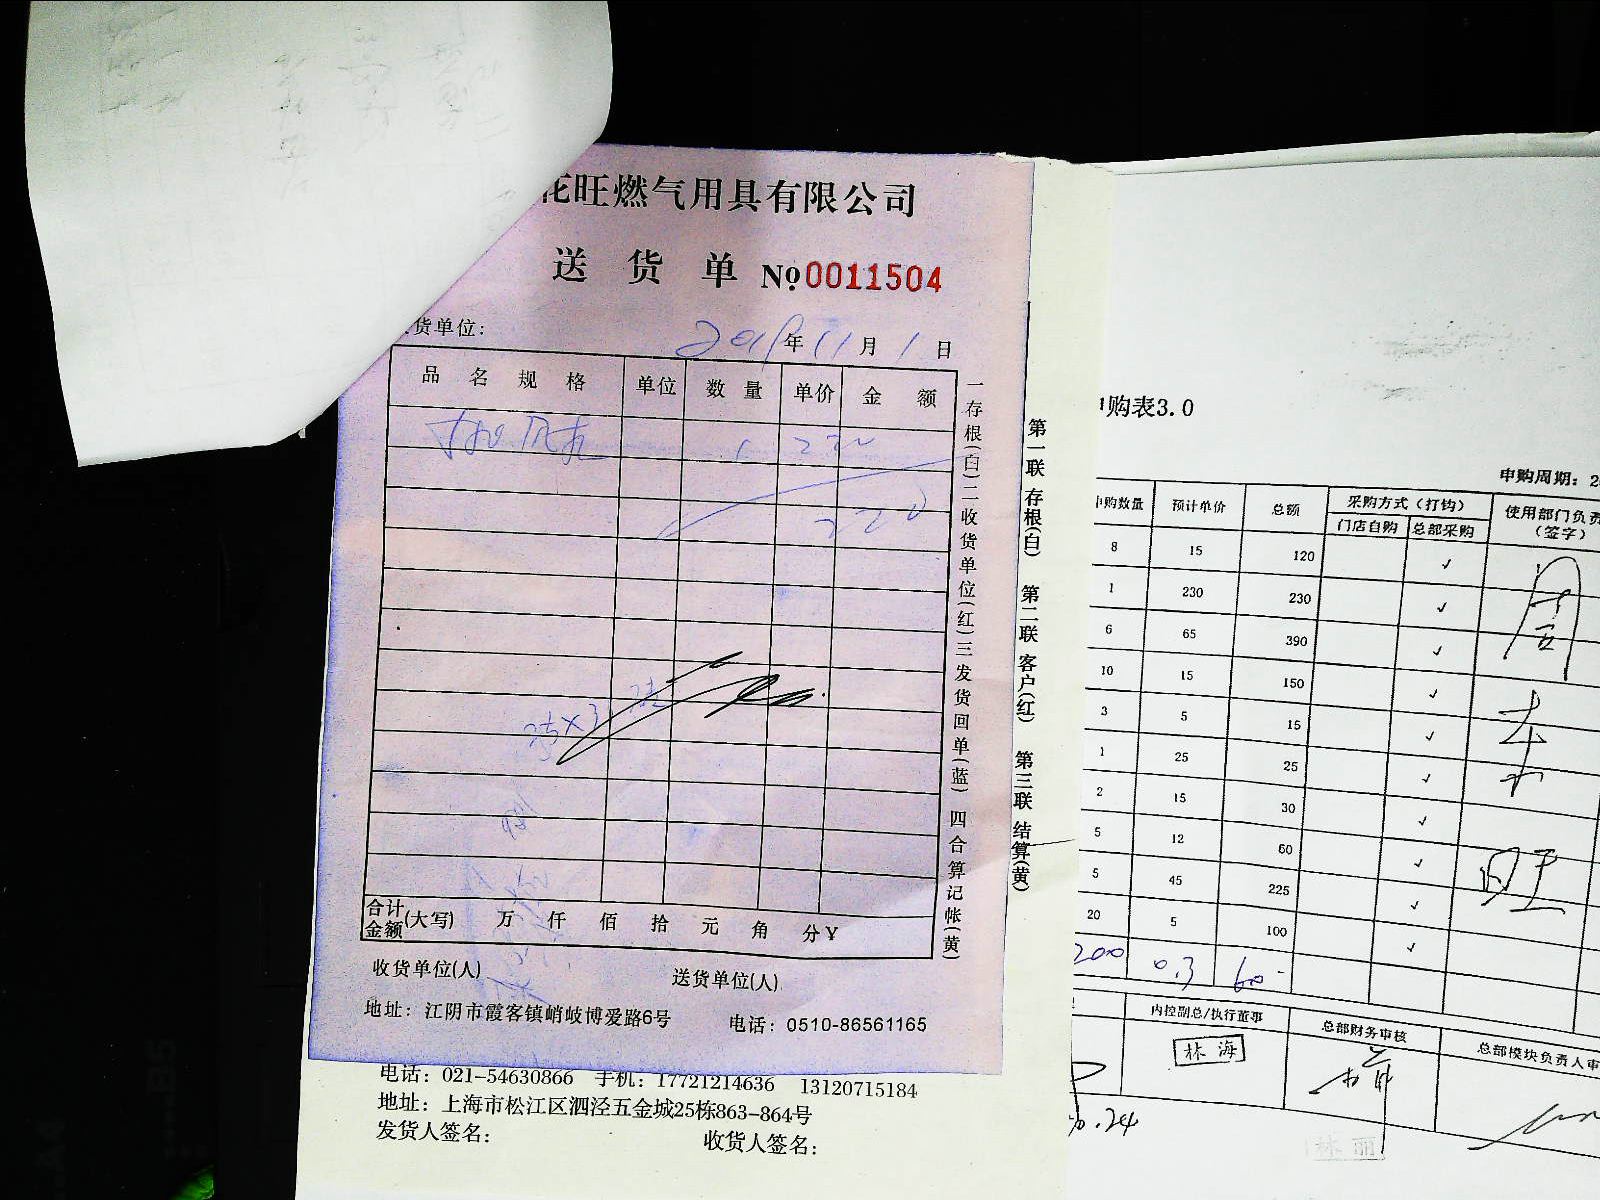 旺燃气用具有限公司
送货单 №0011504
货单位：
年11月1日
品名规格 单位 数量 单价 金额
1
合计金额(大写) 万 仟 佰 拾 元 角 分¥
收货单位(人) 送货单位(人)
地址：江阴市霞客镇峭岐博爱路6号 电话：0510-86561165
一存根(白)二收货单位(红)三发货回单(蓝)四合算记帐(黄)
第一联 存根(白) 第二联 客户(红) 第三联 结算(黄)
电话：021-54630866 手机：17721214636 13120715184
地址：上海市松江区泗泾五金城25栋863-864号
发货人签名： 收货人签名：
购表3.0
申购周期：2
申购数量 预计单价 总额 采购方式（打钩） 使用部门负责
门店自购 总部采购 （签字）
8 15 120 ✓
1 230 230 ✓
6 65 390 ✓
10 15 150 ✓
3 5 15 ✓
1 25 25 ✓
2 15 30 ✓
5 12 60 ✓
5 45 225 ✓
20 5 100 ✓
200 0.3 60-
内控副总/执行董事 总部财务审核 总部模块负责人审
林海
林丽